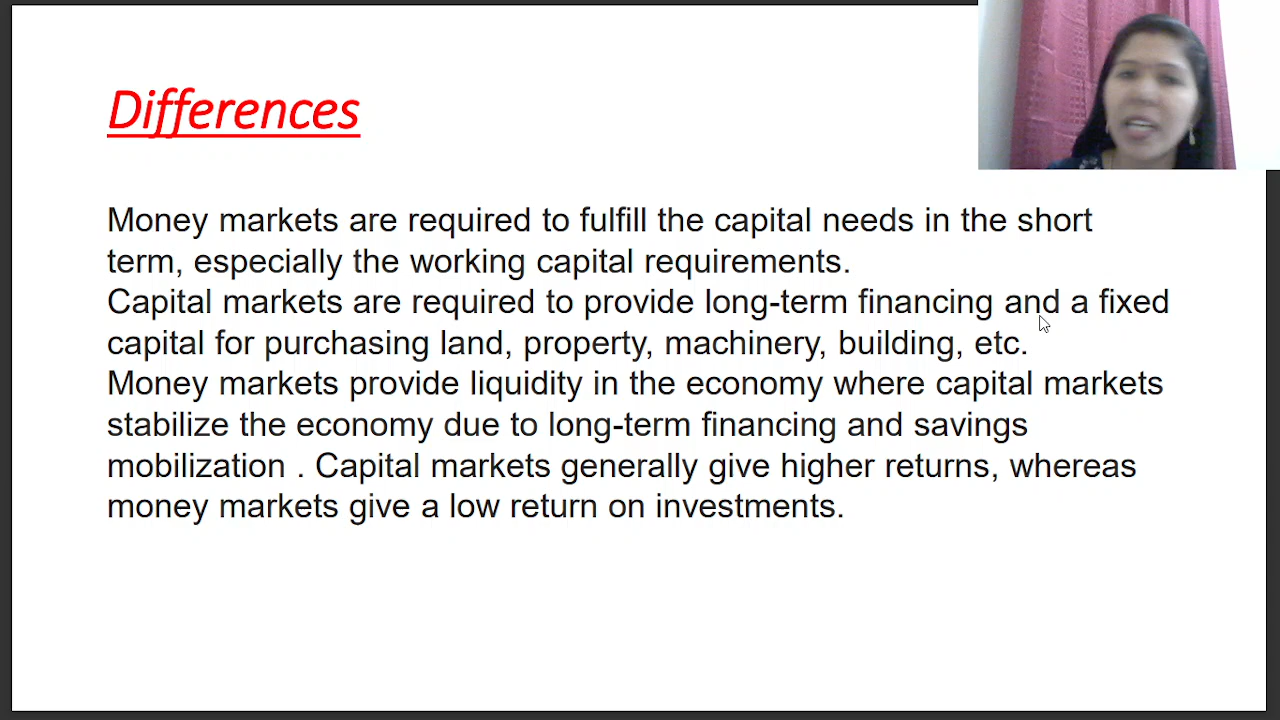 Differences
Money markets are required to fulfill the capital needs in the short
term, especially the working capital requirements.
Capital markets are required to provide long-term financing and a fixed
capital for purchasing land, property, machinery, building, etc.
Money markets provide liquidity in the economy where capital markets
stabilize the economy due to long-term financing and savings
mobilization . Capital markets generally give higher returns, whereas
money markets give a low return on investments.